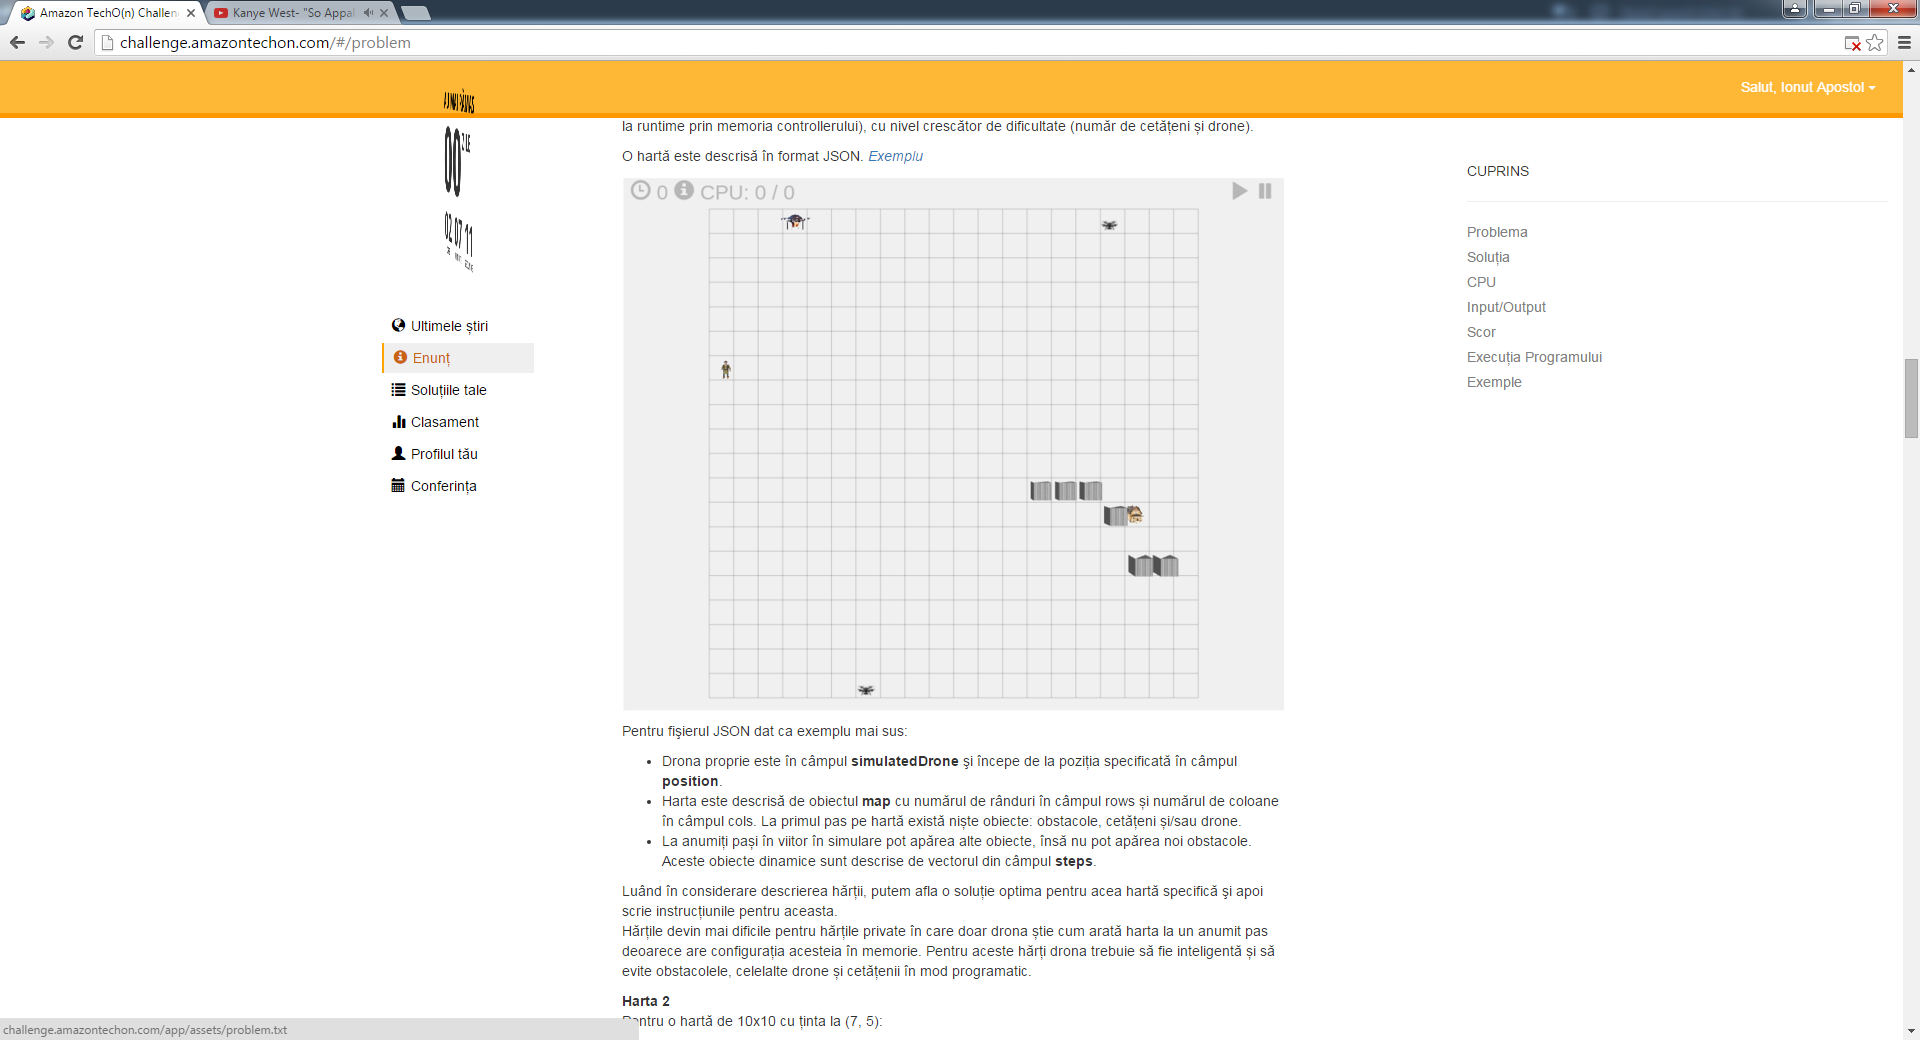 Amazon TechO(n) Challen
Kanye West- "So Appal
challenge.amazontechon.com/#/problem
Salut, Ionut Apostol
00
ZILE
02 07 11
Ultimele știri
Enunț
Soluțiile tale
Clasament
Profilul tău
Conferința
la runtime prin memoria controllerului), cu nivel crescător de dificultate (număr de cetățeni și drone).
O hartă este descrisă în format JSON. Exemplu
0 CPU: 0 / 0
Pentru fişierul JSON dat ca exemplu mai sus:
• Drona proprie este în câmpul simulatedDrone şi începe de la poziția specificată în câmpul
position.
• Harta este descrisă de obiectul map cu numărul de rânduri în câmpul rows și numărul de coloane
în câmpul cols. La primul pas pe hartă există niște obiecte: obstacole, cetățeni și/sau drone.
• La anumiți pași în viitor în simulare pot apărea alte obiecte, însă nu pot apărea noi obstacole.
Aceste obiecte dinamice sunt descrise de vectorul din câmpul steps.
Luând în considerare descrierea hărții, putem afla o soluție optima pentru acea hartă specifică şi apoi
scrie instrucțiunile pentru aceasta.
Hărțile devin mai dificile pentru hărțile private în care doar drona știe cum arată harta la un anumit pas
deoarece are configurația acesteia în memorie. Pentru aceste hărți drona trebuie să fie inteligentă și să
evite obstacolele, celelalte drone și cetățenii în mod programatic.
Harta 2
Pentru o hartă de 10x10 cu ținta la (7, 5):
CUPRINS
Problema
Soluția
CPU
Input/Output
Scor
Execuția Programului
Exemple
challenge.amazontechon.com/app/assets/problem.txt